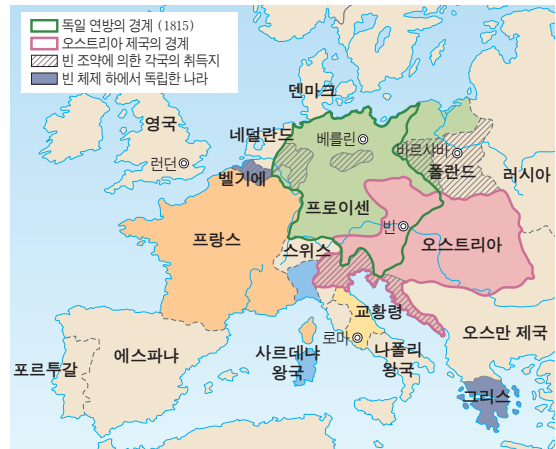 독일 연방의 경계 (1815)
오스트리아 제국의 경계
빈 조약에 의한 각국의 취득지
빈 체제 하에서 독립한 나라
덴마크
영국
네덜란드
베를린
바르샤바
런던
벨기에
폴란드
러시아
프로이센
프랑스
빈
스위스
오스트리아
교황령
오스만 제국
로마
에스파냐
사르데냐
왕국
나폴리
왕국
포르투갈
그리스